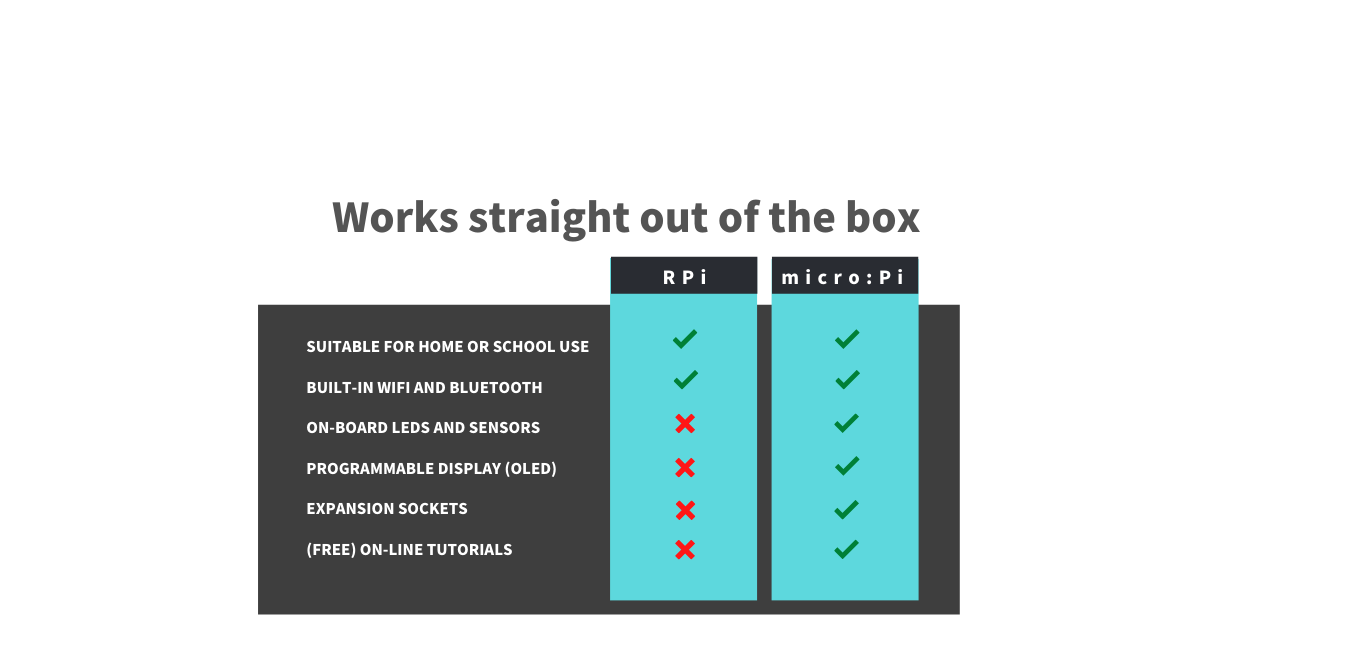 Works straight out of the box
RPi
micro:Pi
SUITABLE FOR HOME OR SCHOOL USE
BUILT-IN WIFI AND BLUETOOTH
ON-BOARD LEDS AND SENSORS
PROGRAMMABLE DISPLAY (OLED)
EXPANSION SOCKETS
(FREE) ON-LINE TUTORIALS